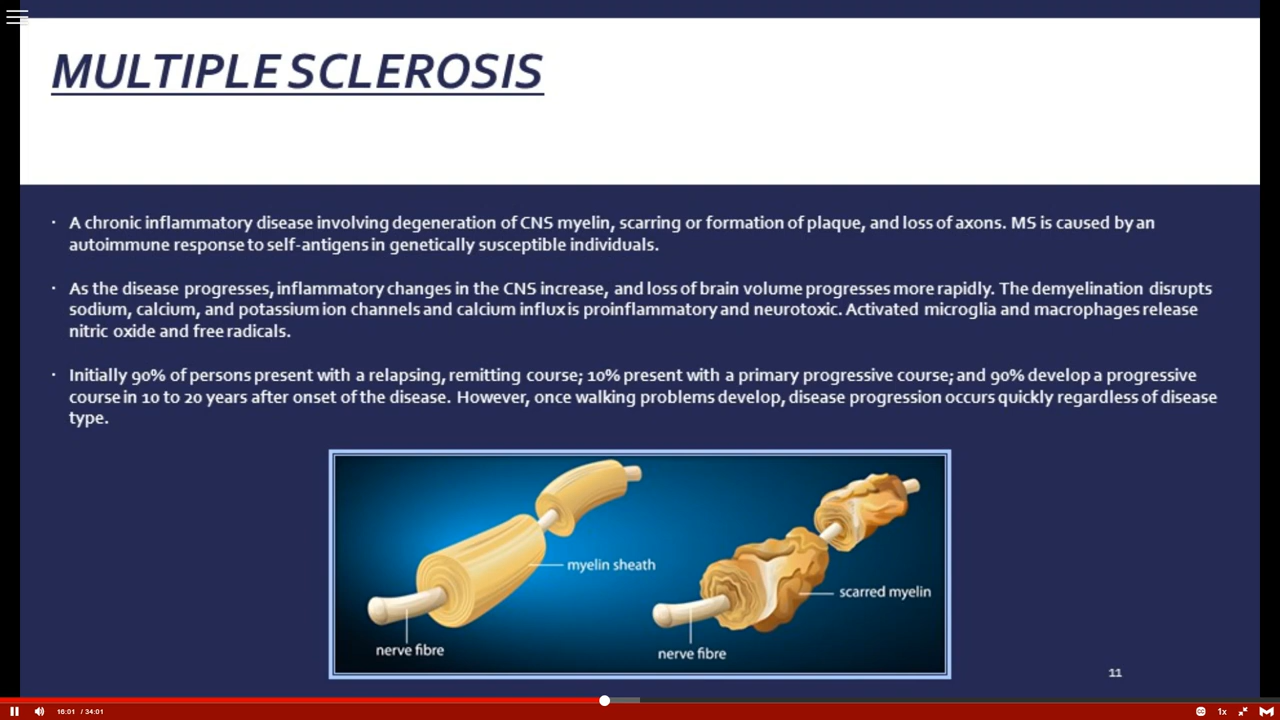 MULTIPLE SCLEROSIS
• A chronic inflammatory disease involving degeneration of CNS myelin, scarring or formation of plaque, and loss of axons. MS is caused by an
autoimmune response to self-antigens in genetically susceptible individuals.
• As the disease progresses, inflammatory changes in the CNS increase, and loss of brain volume progresses more rapidly. The demyelination disrupts
sodium, calcium, and potassium ion channels and calcium influx is proinflammatory and neurotoxic. Activated microglia and macrophages release
nitric oxide and free radicals.
• Initially 90% of persons present with a relapsing, remitting course; 10% present with a primary progressive course; and 90% develop a progressive
course in 10 to 20 years after onset of the disease. However, once walking problems develop, disease progression occurs quickly regardless of disease
type.
myelin sheath
scarred myelin
nerve fibre
nerve fibre
11
16:01 / 34:01
1x